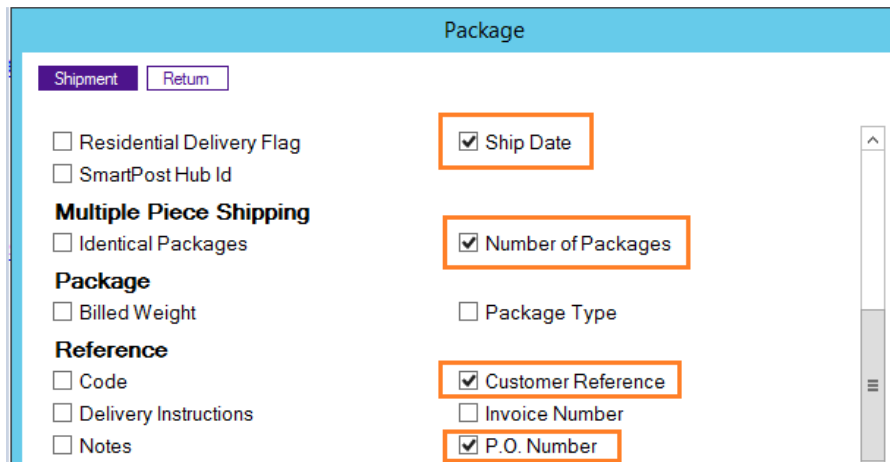 Package
Shipment Return
Residential Delivery Flag Ship Date
SmartPost Hub Id
Multiple Piece Shipping
Identical Packages Number of Packages
Package
Billed Weight Package Type
Reference
Code Customer Reference
Delivery Instructions Invoice Number
Notes P.O. Number